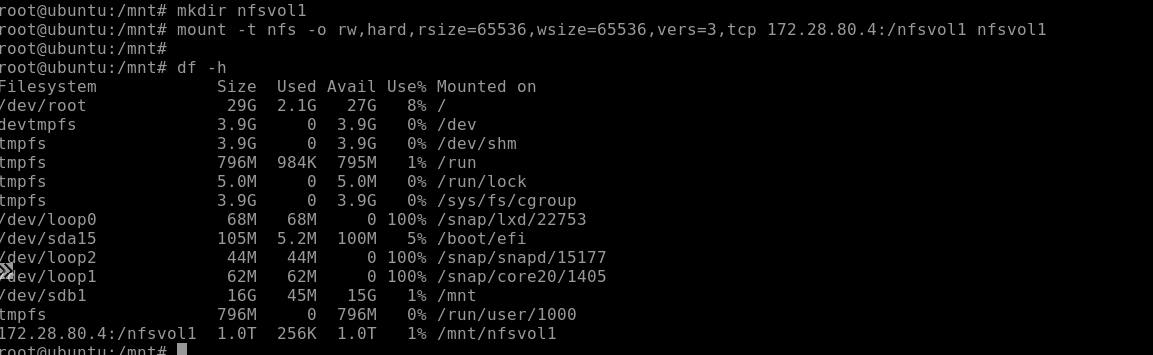 root@ubuntu:/mnt# mkdir nfsvol1
root@ubuntu:/mnt# mount -t nfs -o rw,hard,rsize=65536,wsize=65536,vers=3,tcp 172.28.80.4:/nfsvol1 nfsvol1
root@ubuntu:/mnt#
root@ubuntu:/mnt# df -h
Filesystem            Size  Used Avail Use% Mounted on
/dev/root              29G  2.1G   27G   8% /
devtmpfs              3.9G     0  3.9G   0% /dev
tmpfs                 3.9G     0  3.9G   0% /dev/shm
tmpfs                 796M  984K  795M   1% /run
tmpfs                 5.0M     0  5.0M   0% /run/lock
tmpfs                 3.9G     0  3.9G   0% /sys/fs/cgroup
/dev/loop0             68M   68M     0 100% /snap/lxd/22753
/dev/sda15            105M  5.2M  100M   5% /boot/efi
/dev/loop2             44M   44M     0 100% /snap/snapd/15177
/dev/loop1             62M   62M     0 100% /snap/core20/1405
/dev/sdb1              16G   45M   15G   1% /mnt
tmpfs                 796M     0  796M   0% /run/user/1000
172.28.80.4:/nfsvol1  1.0T  256K  1.0T   1% /mnt/nfsvol1
root@ubuntu:/mnt#